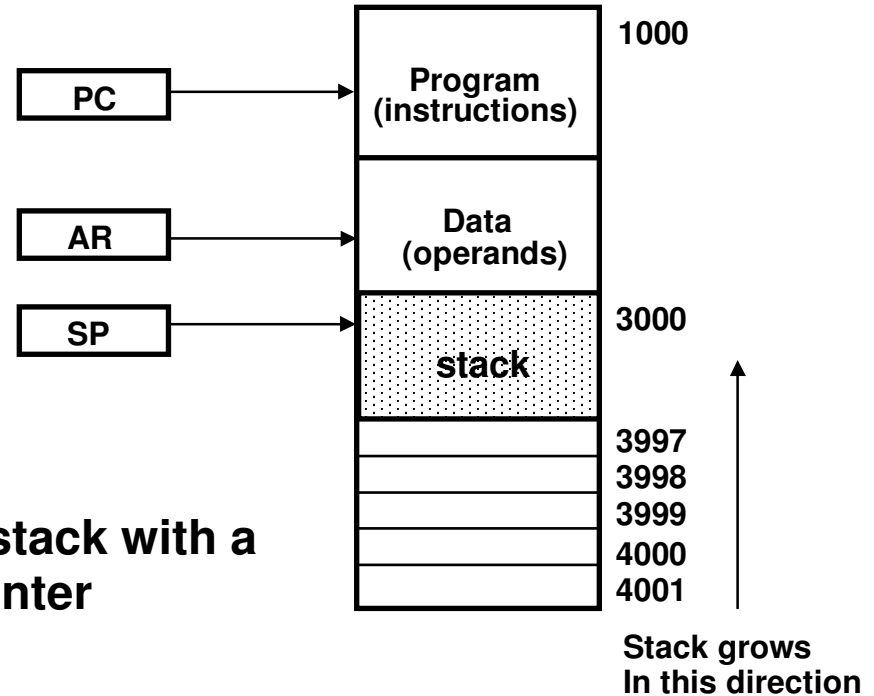 1000
PC
Program
(instructions)
AR
Data
(operands)
SP
3000
stack
3997
3998
3999
4000
4001
stack with a
nter
Stack grows
In this direction